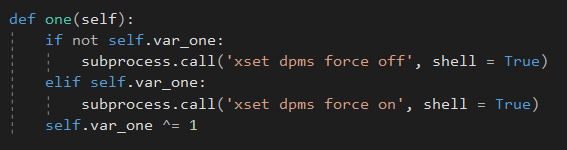 def one(self):
if not self.var_one:
subprocess.call('xset dpms force off', shell = True)
elif self.var_one:
subprocess.call('xset dpms force on', shell = True)
self.var_one ^= 1